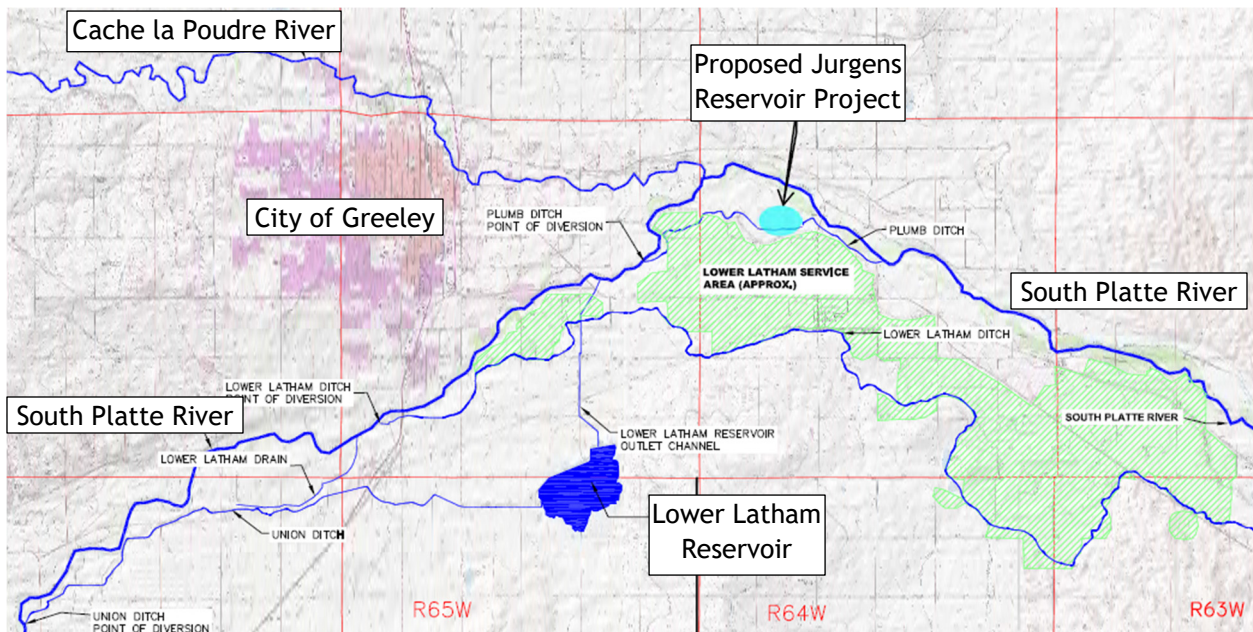 Cache la Poudre River
Proposed Jurgens
Reservoir Project
City of Greeley
PLUMB DITCH
POINT OF DIVERSION
PLUMB DITCH
LOWER LATHAM SERVICE
AREA (APPROX.)
South Platte River
LOWER LATHAM DITCH
LOWER LATHAM DITCH
POINT OF DIVERSION
South Platte River
SOUTH PLATTE RIVER
LOWER LATHAM RESERVOIR
OUTLET CHANNEL
LOWER LATHAM DRAIN
Lower Latham
Reservoir
UNION DITCH
R65W
R64W
R63W
UNION DITCH
POINT OF DIVERSION